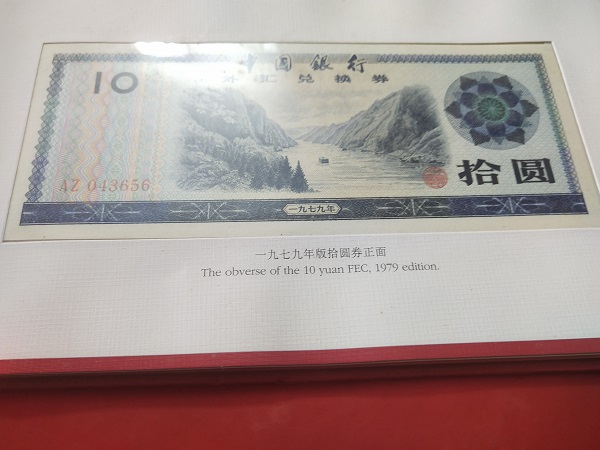 中国银行
外汇兑换券
10
AZ 043656
拾圆
一九七九年
一九七九年版拾圆券正面
The obverse of the 10 yuan FEC, 1979 edition.